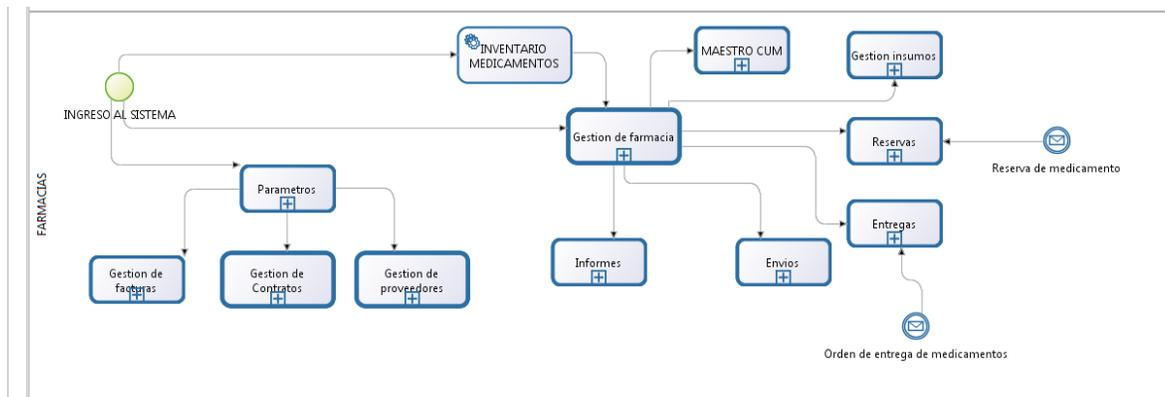 FARMACIAS
INGRESO AL SISTEMA
INVENTARIO
MEDICAMENTOS
MAESTRO CUM
Gestion insumos
Gestion de farmacia
Reservas
Reserva de medicamento
Parametros
Entregas
Gestion de
facturas
Gestion de
Contratos
Gestion de
proveedores
Informes
Envios
Orden de entrega de medicamentos